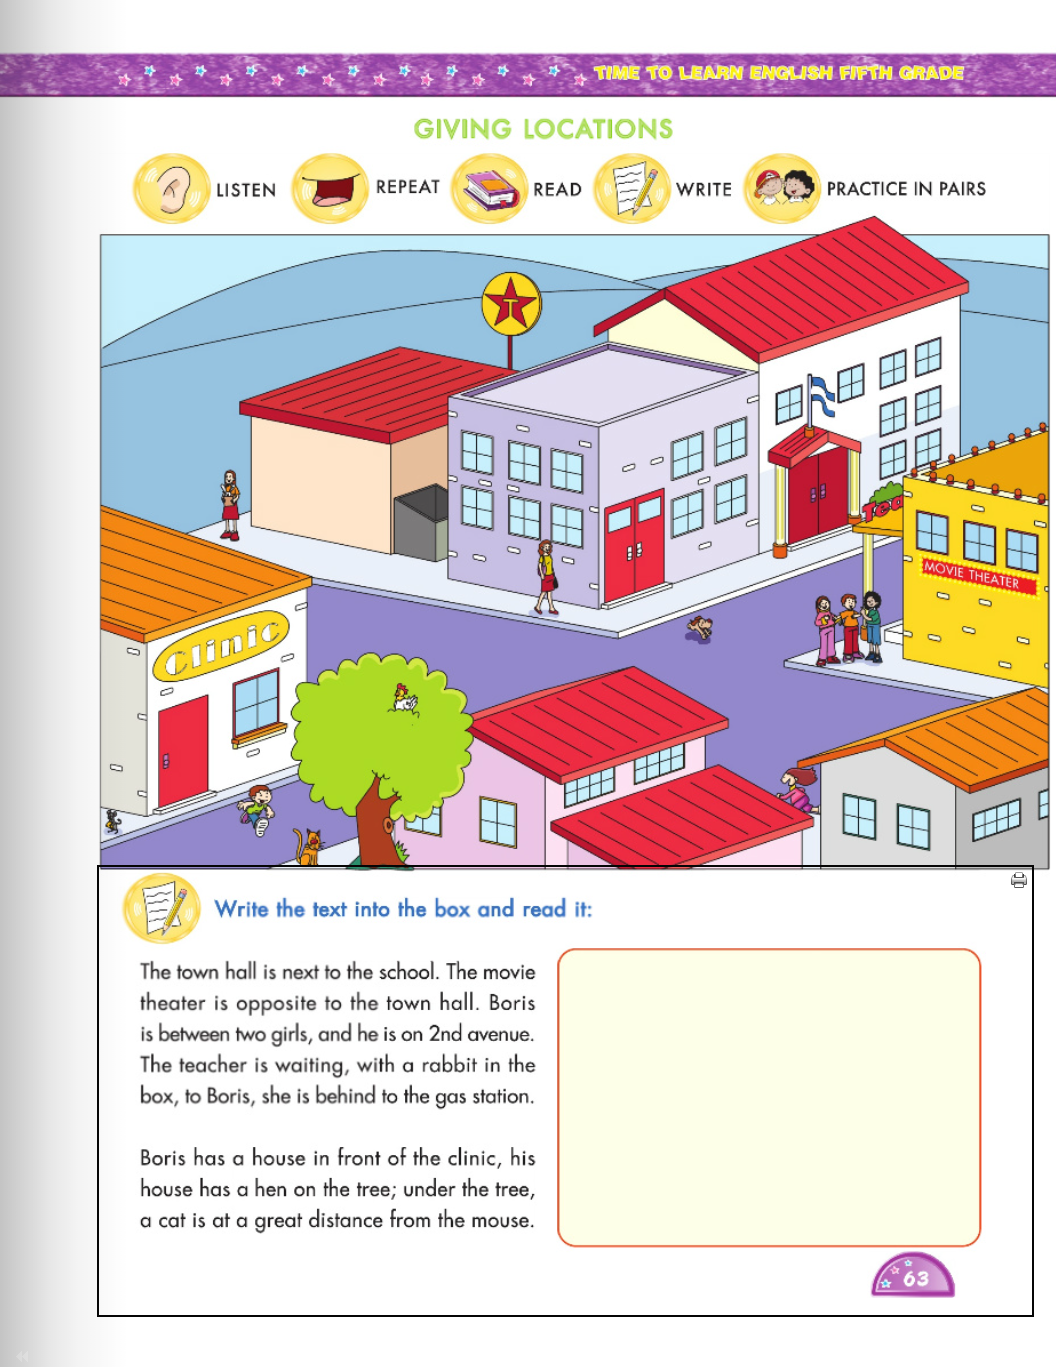 TIME TO LEARN ENGLISH FIFTH GRADE
GIVING LOCATIONS
LISTEN
REPEAT
READ
WRITE
PRACTICE IN PAIRS
T
MOVIE THEATER
Clinic
Write the text into the box and read it:
The town hall is next to the school. The movie
theater is opposite to the town hall. Boris
is between two girls, and he is on 2nd avenue.
The teacher is waiting, with a rabbit in the
box, to Boris, she is behind to the gas station.
Boris has a house in front of the clinic, his
house has a hen on the tree; under the tree,
a cat is at a great distance from the mouse.
63